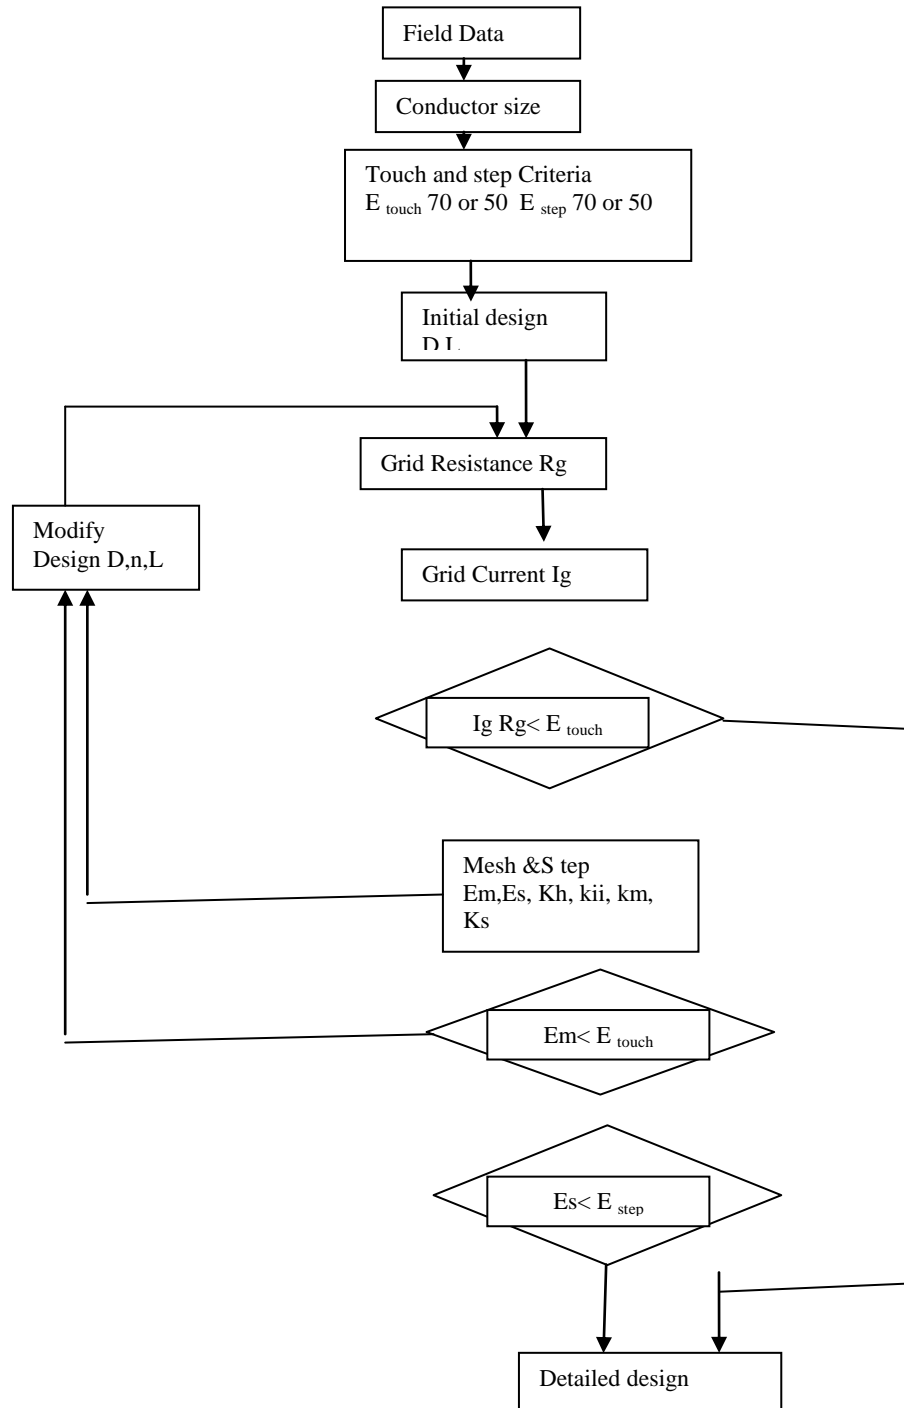 Field Data
Conductor size
Touch and step Criteria
E touch 70 or 50 E step 70 or 50
Initial design
D,L
Grid Resistance Rg
Modify
Design D,n,L
Grid Current Ig
Ig Rg< E touch
Mesh &S tep
Em,Es, Kh, kii, km,
Ks
Em< E touch
Es< E step
Detailed design